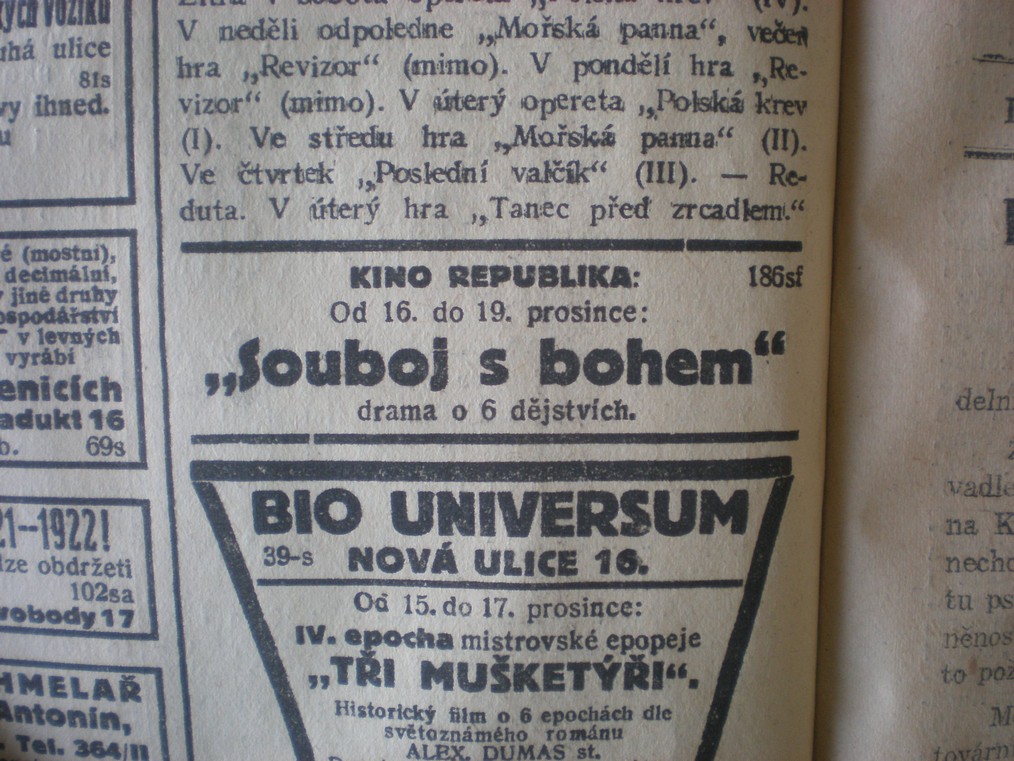 kých vozíků
uhá ulice
81s
vy ihned.
u
é (mostní),
decimální,
jiné druhy
ospodářství
v levných
vyrábí
enicích
adukt 16
b. 69s
21–1922!
lze obdržeti
102sa
vobody 17
HMELAŘ
Antonín,
. Tel. 364/II
V neděli odpoledne „Mořská panna“, večer
hra „Revizor“ (mimo). V pondělí hra „Re-
vizor“ (mimo). V úterý opereta „Polská krev
(I). Ve středu hra „Mořská panna“ (II).
Ve čtvrtek „Poslední valčík“ (III). — Re-
duta. V úterý hra „Tanec před zrcadlem.“
KINO REPUBLIKA: 186sf
Od 16. do 19. prosince:
„Souboj s bohem“
drama o 6 dějstvích.
BIO UNIVERSUM
39-s NOVÁ ULICE 16.
Od 15. do 17. prosince:
IV. epocha mistrovské epopeje
„TŘI MUŠKETÝŘI“.
Historický film o 6 epochách dle
světoznámého románu
ALEX. DUMAS st.
delní
vadle
na K
necho
tu ps
něnos
to poz
továrn